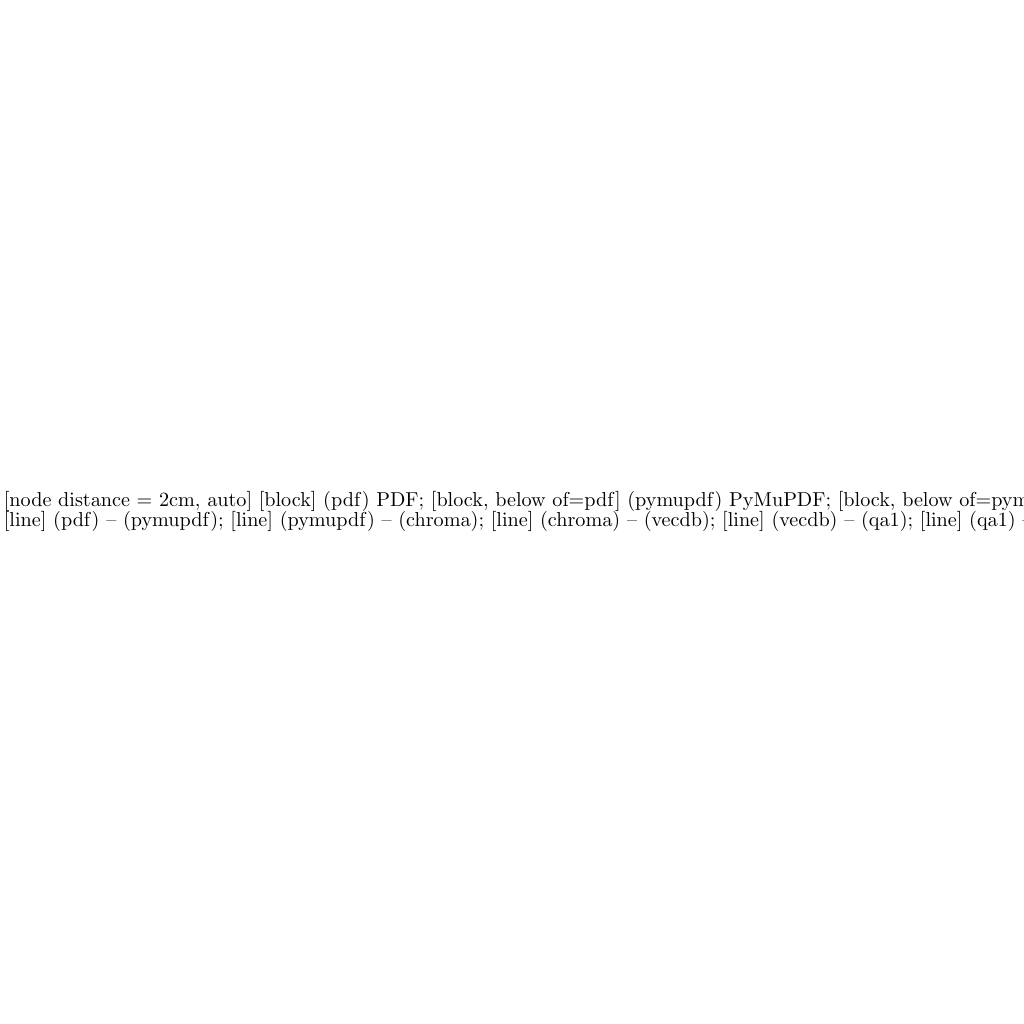 [node distance = 2cm, auto] [block] (pdf) PDF; [block, below of=pdf] (pymupdf) PyMuPDF; [block, below of=pym
[line] (pdf) – (pymupdf); [line] (pymupdf) – (chroma); [line] (chroma) – (vecdb); [line] (vecdb) – (qa1); [line] (qa1) -